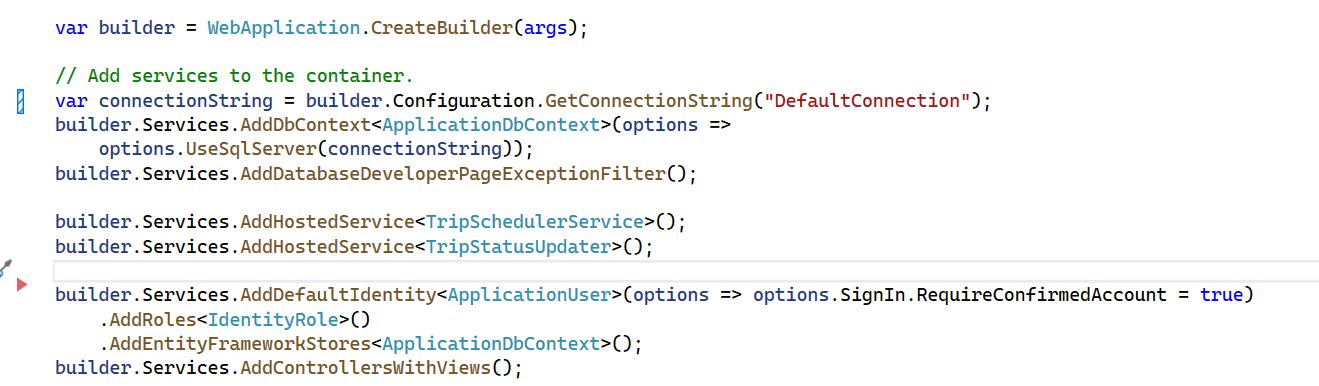 var builder = WebApplication.CreateBuilder(args);
// Add services to the container.
var connectionString = builder.Configuration.GetConnectionString("DefaultConnection");
builder.Services.AddDbContext<ApplicationDbContext>(options =>
    options.UseSqlServer(connectionString));
builder.Services.AddDatabaseDeveloperPageExceptionFilter();
builder.Services.AddHostedService<TripSchedulerService>();
builder.Services.AddHostedService<TripStatusUpdater>();
builder.Services.AddDefaultIdentity<ApplicationUser>(options => options.SignIn.RequireConfirmedAccount = true)
    .AddRoles<IdentityRole>()
    .AddEntityFrameworkStores<ApplicationDbContext>();
builder.Services.AddControllersWithViews();